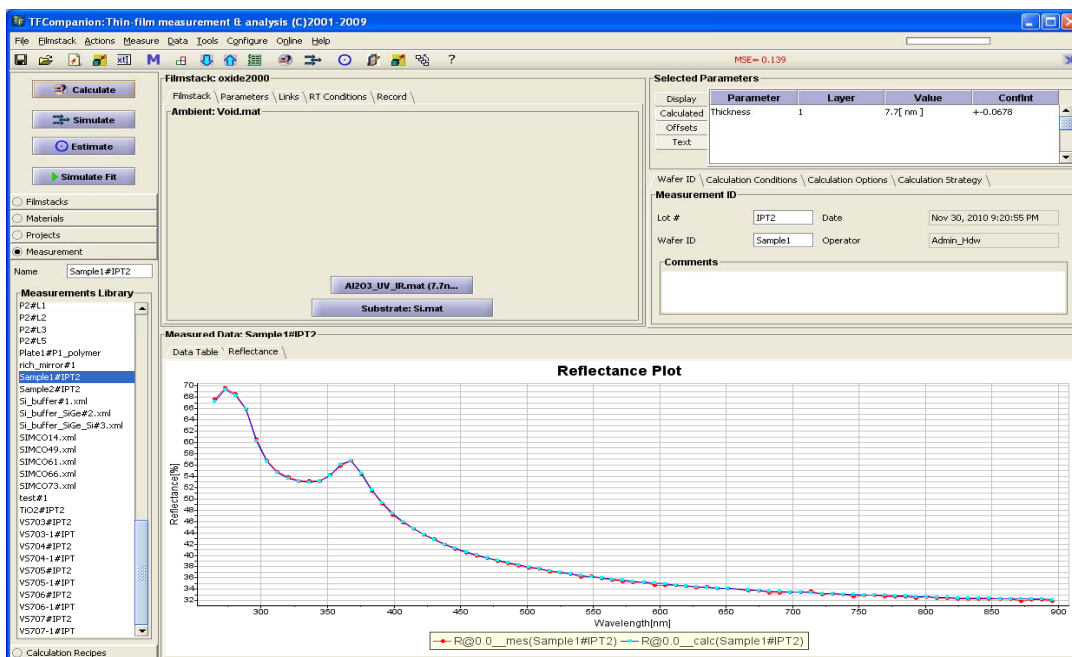 TFCompanion: Thin-film measurement & analysis (C)2001-2009
File Filmstack Actions Measure Data Tools Configure Online Help
xtl M ? MSE= 0.139
Calculate
Simulate
Estimate
Simulate Fit
Filmstacks
Materials
Projects
Measurement
Name Sample1#IPT2
Measurements Library
P2#L1
P2#L2
P2#L3
P2#L5
Plate1#P1_polymer
rich_mirror#1
Sample1#IPT2
Sample2#IPT2
Si_buffer#1.xml
Si_buffer_SiGe#2.xml
Si_buffer_SiGe_Si#3.xml
SIMCO14.xml
SIMCO49.xml
SIMCO61.xml
SIMCO66.xml
SIMCO73.xml
test#1
TiO2#IPT2
VS703#IPT2
VS703-1#IPT
VS704#IPT2
VS704-1#IPT
VS705#IPT2
VS705-1#IPT
VS706#IPT2
VS706-1#IPT
VS707#IPT2
VS707-1#IPT
Calculation Recipes
Filmstack: oxide2000
Filmstack Parameters Links RT Conditions Record
Ambient: Void.mat
Al2O3_UV_IR.mat (7.7n...
Substrate: Si.mat
Selected Parameters
Display
Calculated
Offsets
Text
Parameter Layer Value ConfInt
Thickness 1 7.7[ nm ] +-0.0678
Wafer ID Calculation Conditions Calculation Options Calculation Strategy
Measurement ID
Lot # IPT2 Date Nov 30, 2010 9:20:55 PM
Wafer ID Sample1 Operator Admin_Hdw
Comments
Measured Data: Sample1#IPT2
Data Table Reflectance
Reflectance Plot
Reflectance[%]
70
68
66
64
62
60
58
56
54
52
50
48
46
44
42
40
38
36
34
32
300 350 400 450 500 550 600 650 700 750 800 850 900
Wavelength[nm]
R@0.0__mes(Sample1#IPT2) R@0.0__calc(Sample1#IPT2)